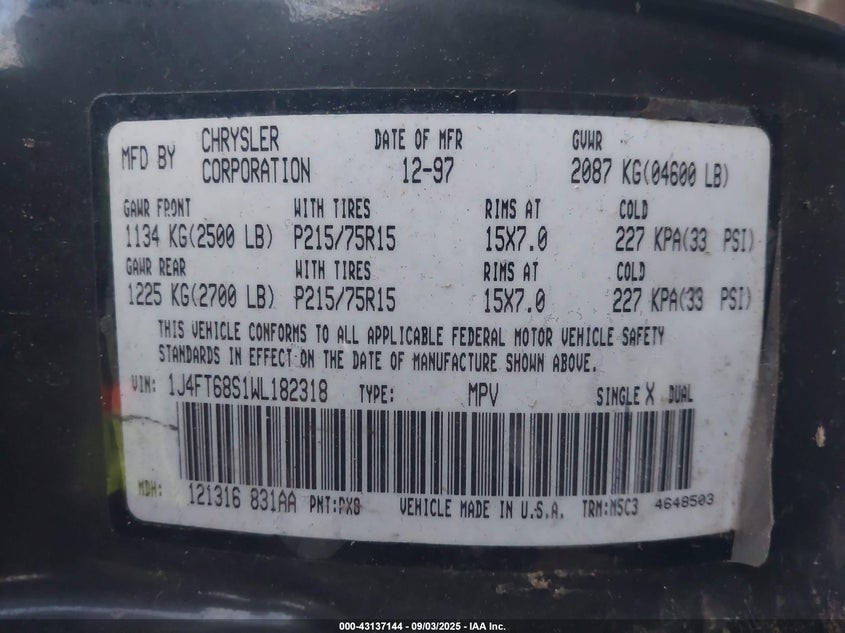 MFD BY CHRYSLER CORPORATION DATE OF MFR 12-97 GVWR 2087 KG(04600 LB)
GAWR FRONT WITH TIRES RIMS AT COLD
1134 KG(2500 LB) P215/75R15 15X7.0 227 KPA(33 PSI)
GAWR REAR WITH TIRES RIMS AT COLD
1225 KG(2700 LB) P215/75R15 15X7.0 227 KPA(33 PSI)
THIS VEHICLE CONFORMS TO ALL APPLICABLE FEDERAL MOTOR VEHICLE SAFETY
STANDARDS IN EFFECT ON THE DATE OF MANUFACTURE SHOWN ABOVE.
VIN: 1J4FT68S1WL182318 TYPE: MPV SINGLE X DUAL
MDH: 121316 831AA PNT:PX8 VEHICLE MADE IN U.S.A. TRM:M5C3 4648503
000-43137144 - 09/03/2025 - IAA Inc.